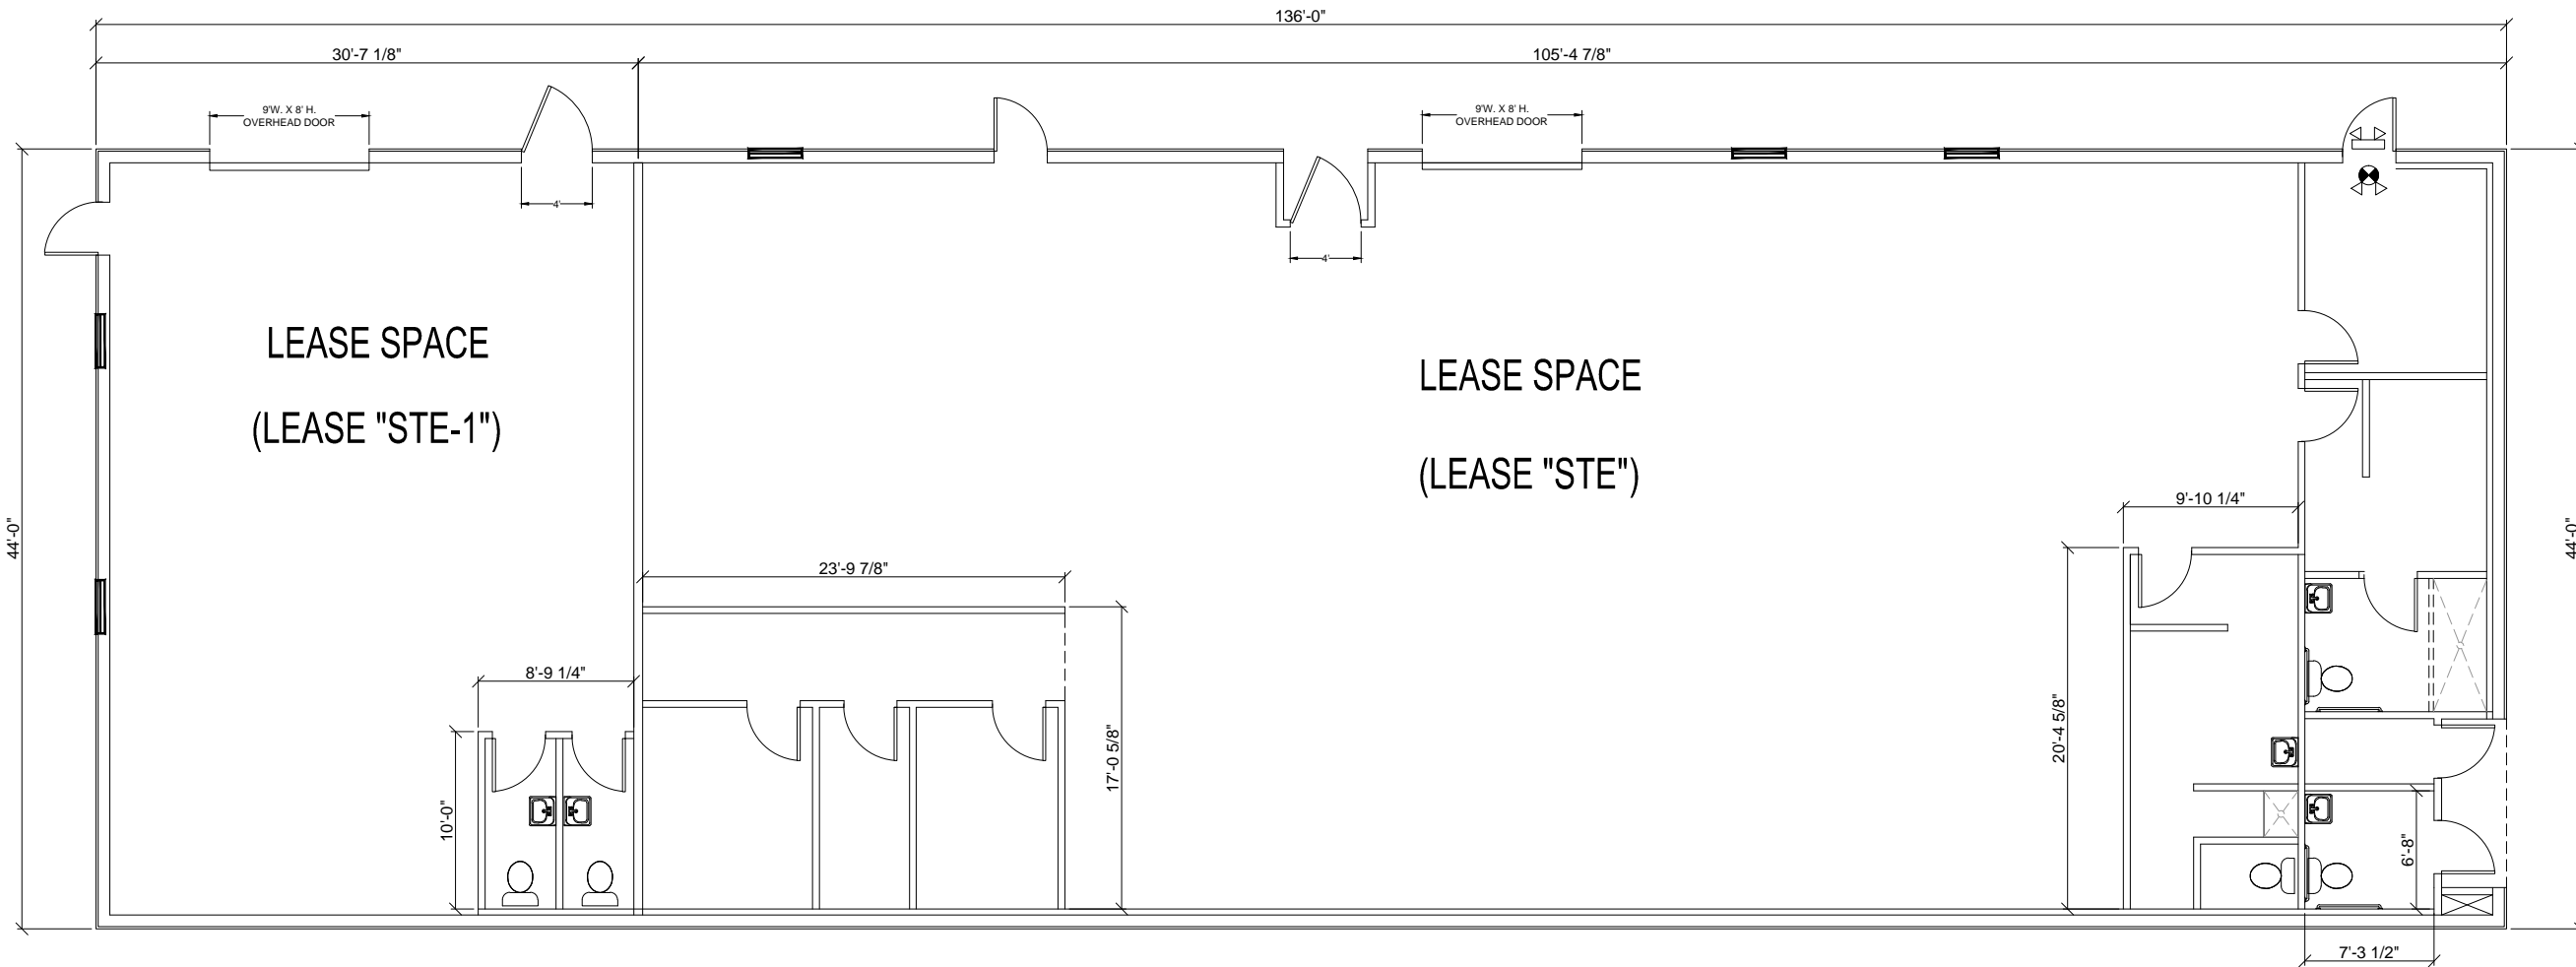 136'-0"
30'-7 1/8"
105'-4 7/8"
9'W. X 8' H.
OVERHEAD DOOR
9'W. X 8' H.
OVERHEAD DOOR
4'
4'
LEASE SPACE
(LEASE "STE-1")
LEASE SPACE
(LEASE "STE")
44'-0"
44'-0"
9'-10 1/4"
23'-9 7/8"
8'-9 1/4"
17'-0 5/8"
20'-4 5/8"
10'-0"
6'-8"
7'-3 1/2"